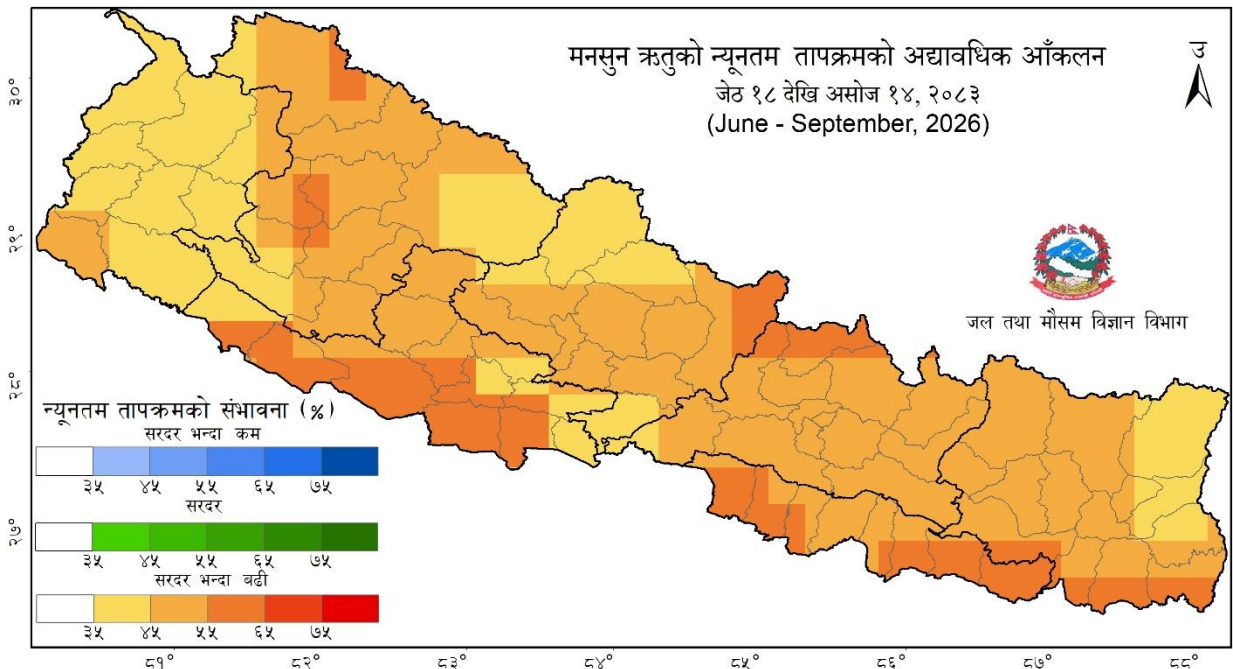 मनसुन ऋतुको न्यूनतम तापक्रमको अद्यावधिक आँकलन
जेठ १८ देखि असोज १४, २०८३
(June - September, 2026)
उ
जल तथा मौसम विज्ञान विभाग
न्यूनतम तापक्रमको संभावना (%)
सरदर भन्दा कम
३५ ४५ ५५ ६५ ७५
सरदर
३५ ४५ ५५ ६५ ७५
सरदर भन्दा बढी
३५ ४५ ५५ ६५ ७५
३०°
२९°
२८°
२७°
८१° ८२° ८३° ८४° ८५° ८६° ८७° ८८°